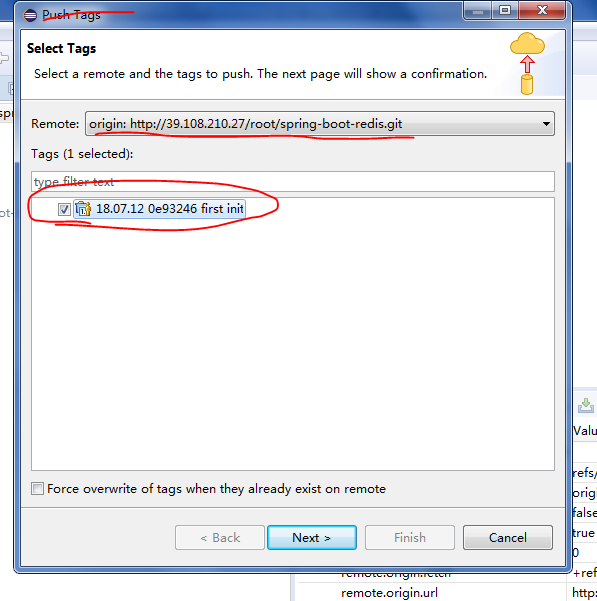 Push Tags
Select Tags
Select a remote and the tags to push. The next page will show a confirmation.
Remote: origin: http://39.108.210.27/root/spring-boot-redis.git
Tags (1 selected):
type filter text
18.07.12 0e93246 first init
Force overwrite of tags when they already exist on remote
< Back Next > Finish Cancel
Valu
refs/
origi
false
true
0
remote.origin.fetch +ref
remote.origin.url http: